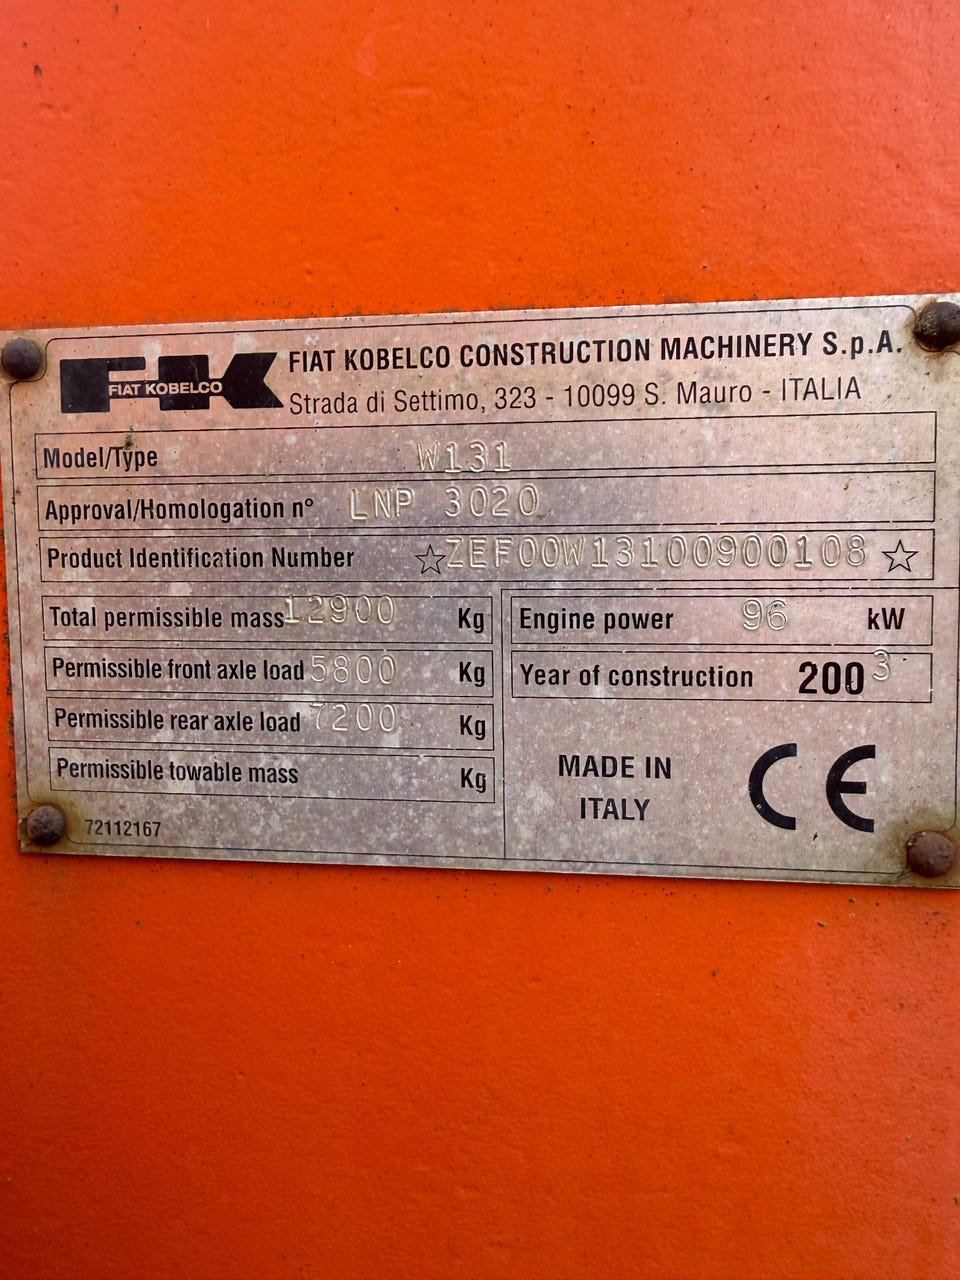 FIAT KOBELCO
FIAT KOBELCO CONSTRUCTION MACHINERY S.p.A.
Strada di Settimo, 323 - 10099 S. Mauro - ITALIA
Model/Type W131
Approval/Homologation n° LNP 3020
Product Identification Number ☆ZEF00W13100900108☆
Total permissible mass 12900 Kg
Permissible front axle load 5800 Kg
Permissible rear axle load 7200 Kg
Permissible towable mass Kg
72112167
Engine power 96 kW
Year of construction 2003
MADE IN
ITALY
CE